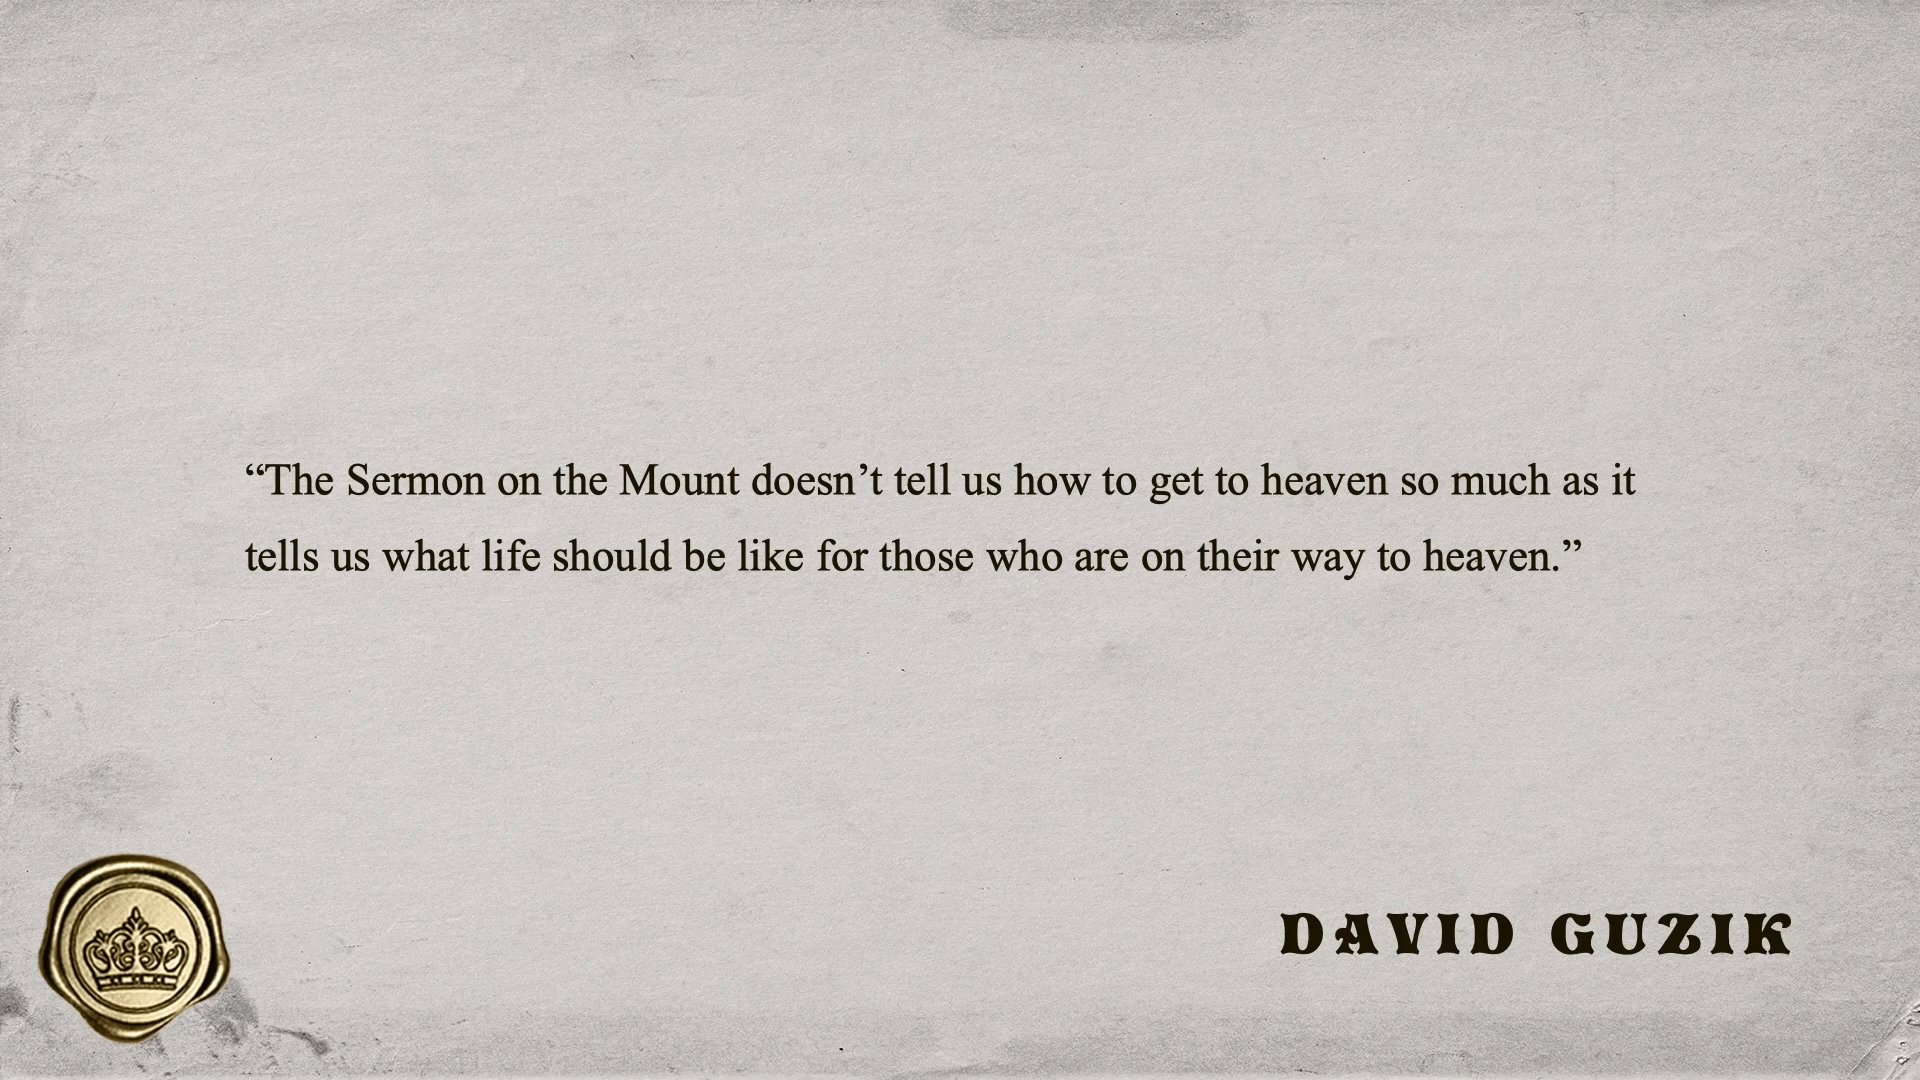 “The Sermon on the Mount doesn’t tell us how to get to heaven so much as it
tells us what life should be like for those who are on their way to heaven.”
DAVID GUZIK